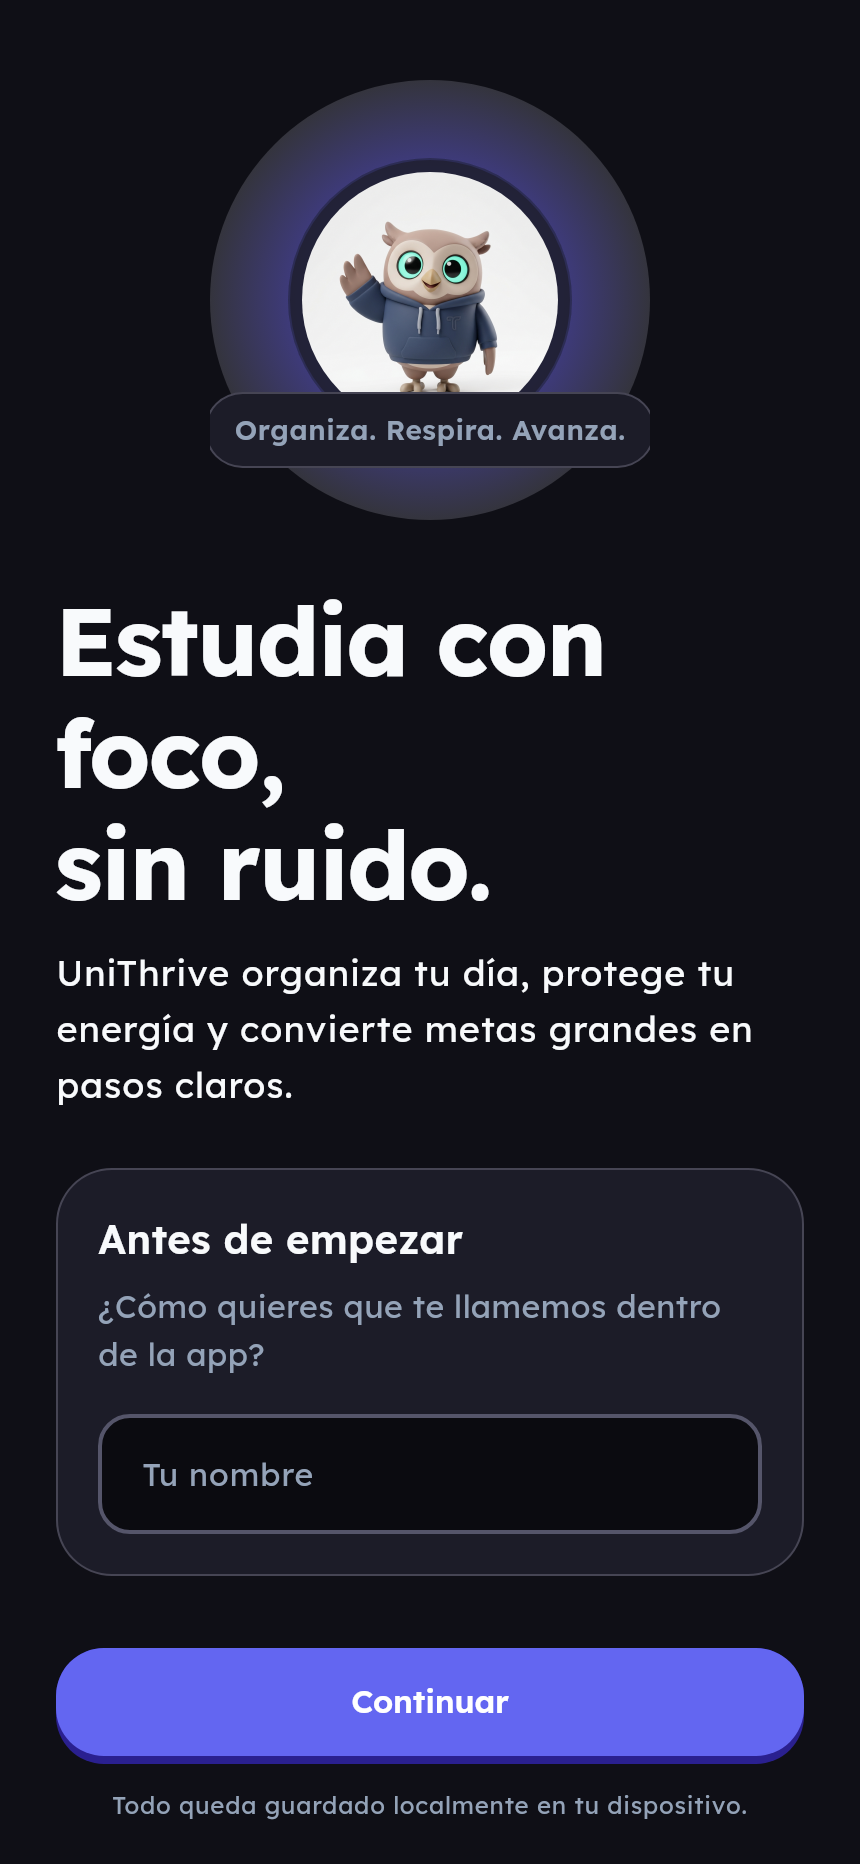 Organiza. Respira. Avanza.
Estudia con
foco,
sin ruido.
UniThrive organiza tu día, protege tu
energía y convierte metas grandes en
pasos claros.
Antes de empezar
¿Cómo quieres que te llamemos dentro
de la app?
Tu nombre
Continuar
Todo queda guardado localmente en tu dispositivo.